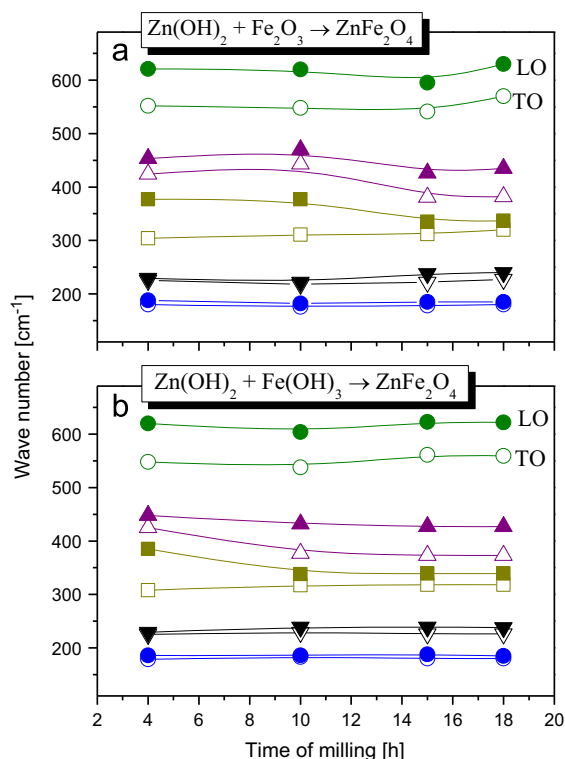 a
Zn(OH)₂ + Fe₂O₃ → ZnFe₂O₄
600
500
400
300
200
LO
TO
b
Zn(OH)₂ + Fe(OH)₃ → ZnFe₂O₄
600
500
400
300
200
LO
TO
Wave number [cm⁻¹]
2 4 6 8 10 12 14 16 18 20
Time of milling [h]